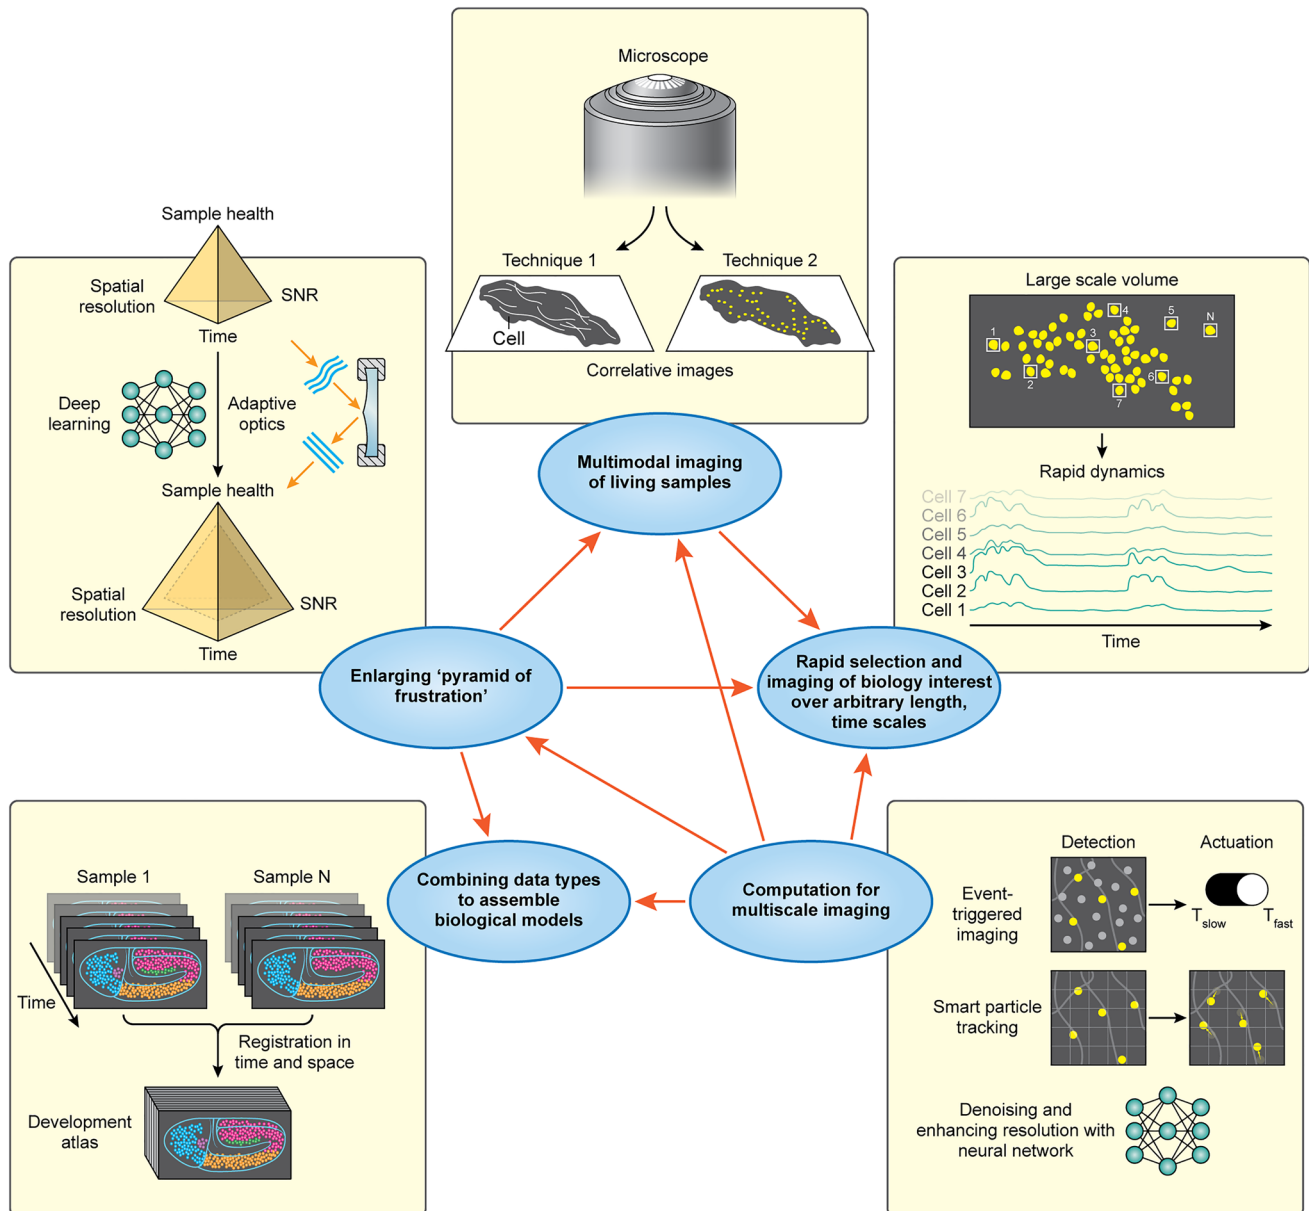 Microscope
Technique 1
Technique 2
Cell
Correlative images
Sample health
Spatial
resolution
SNR
Time
Deep
learning
Adaptive
optics
Sample health
Spatial
resolution
SNR
Time
Large scale volume
1
2
3
4
5
6
7
N
Rapid dynamics
Cell 7
Cell 6
Cell 5
Cell 4
Cell 3
Cell 2
Cell 1
Time
Multimodal imaging
of living samples
Enlarging ‘pyramid of
frustration’
Rapid selection and
imaging of biology interest
over arbitrary length,
time scales
Combining data types
to assemble
biological models
Computation for
multiscale imaging
Sample 1
Sample N
Time
Registration in
time and space
Development
atlas
Detection
Actuation
Event-
triggered
imaging
Tslow
Tfast
Smart particle
tracking
Denoising and
enhancing resolution with
neural network